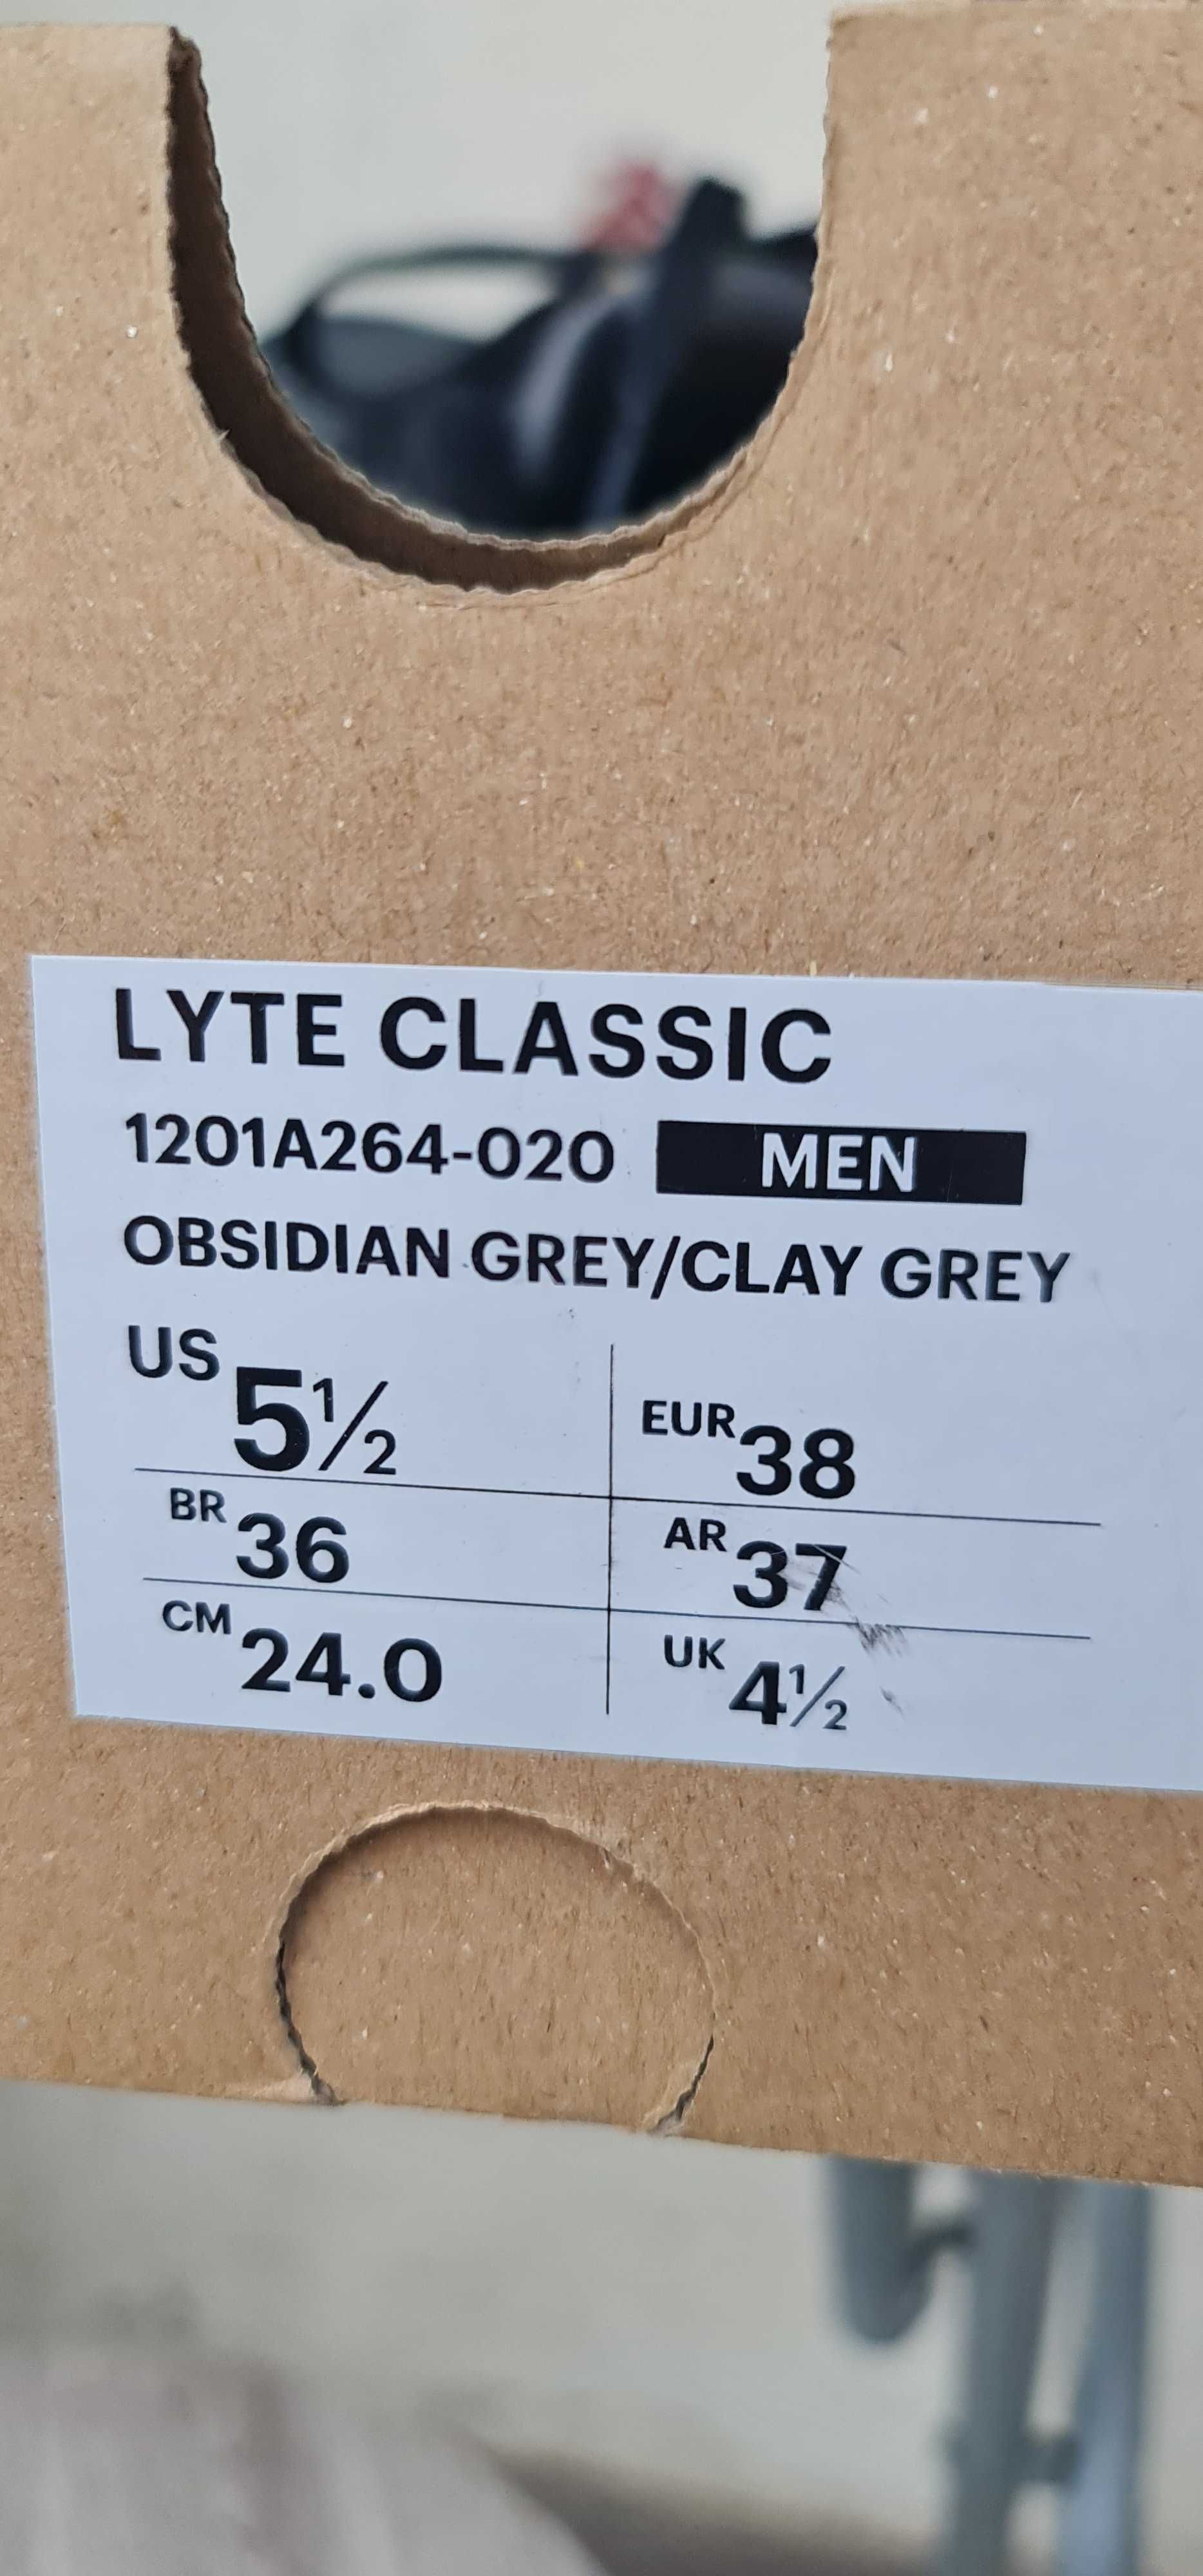 LYTE CLASSIC
1201A264-020 MEN
OBSIDIAN GREY/CLAY GREY
US 5½ EUR 38
BR 36 AR 37
CM 24.0 UK 4½